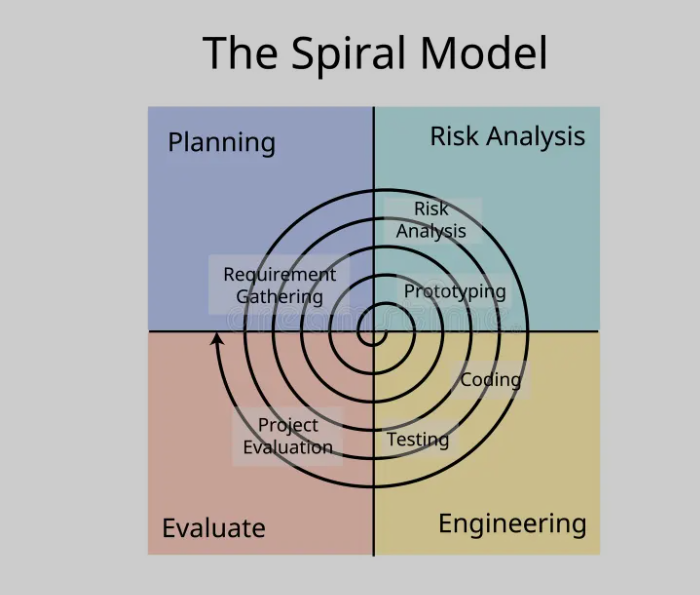 The Spiral Model
Planning
Risk Analysis
Risk
Analysis
Requirement
Gathering
Prototyping
Coding
Project
Evaluation
Testing
Evaluate
Engineering